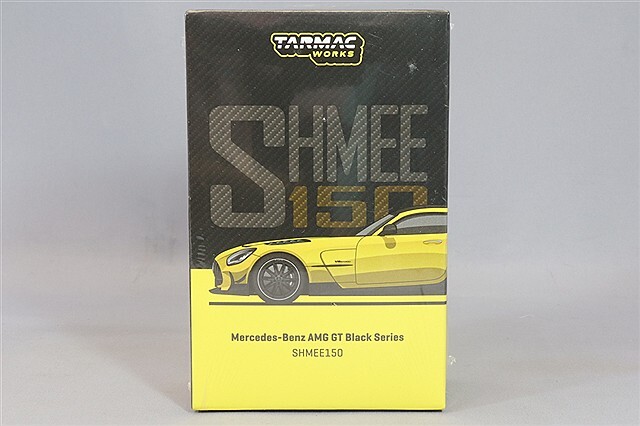 TARMAC
WORKS
SHMEE
150
Mercedes-Benz AMG GT Black Series
SHMEE150